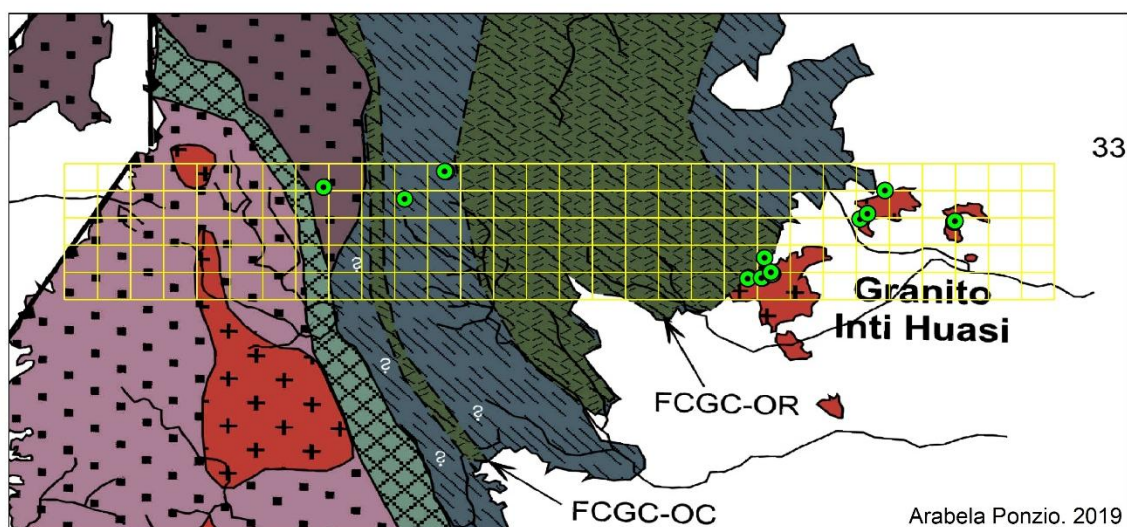 33
Granito
Inti Huasi
FCGC-OR
FCGC-OC
?
?
?
?
?
Arabela Ponzio. 2019